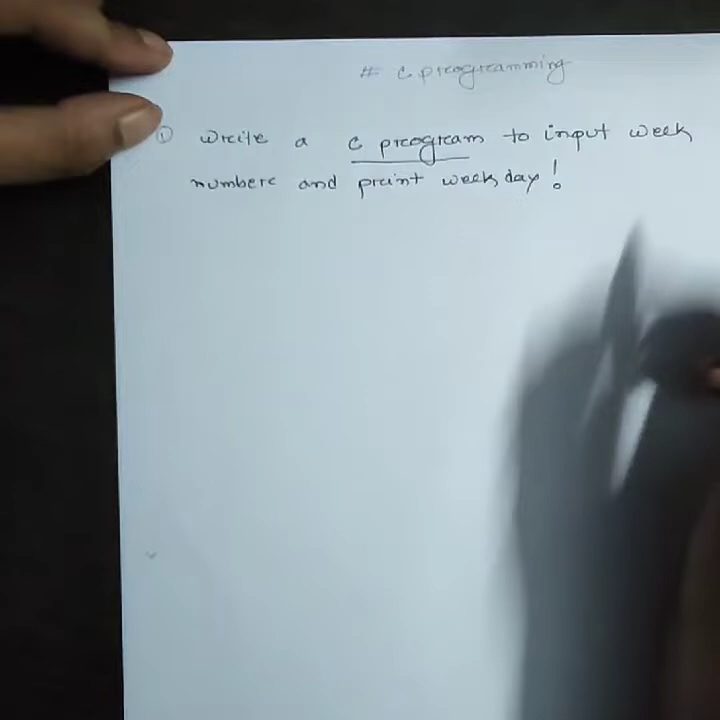 # C programming
① Write a C program to input week
number and print week day!